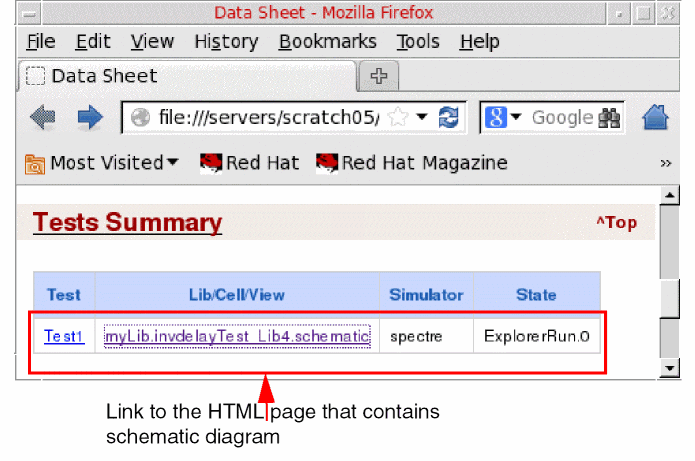 Data Sheet - Mozilla Firefox
File Edit View History Bookmarks Tools Help
Data Sheet
file:///servers/scratch05/ Google
Most Visited Red Hat Red Hat Magazine »
Tests Summary ^Top
Test Lib/Cell/View Simulator State
Test1 myLib.invdelayTest_Lib4.schematic spectre ExplorerRun.0
Link to the HTML page that contains
schematic diagram